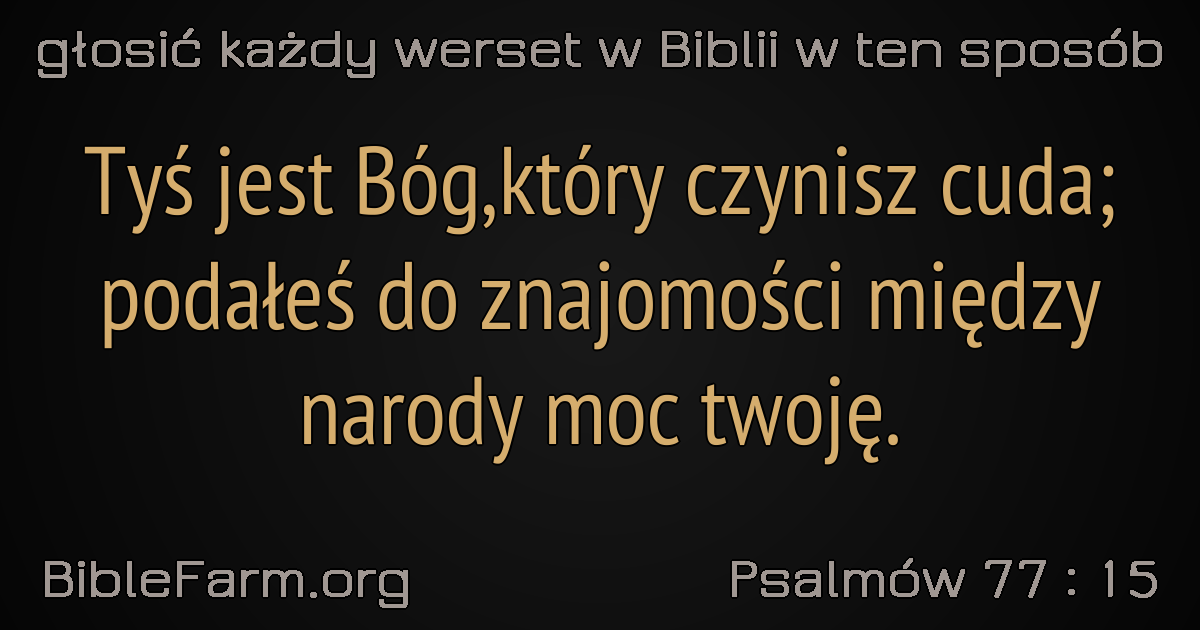 głosić każdy werset w Biblii w ten sposób
Tyś jest Bóg,który czynisz cuda;
podałeś do znajomości między
narody moc twoję.
BibleFarm.org
Psalmów 77 : 15